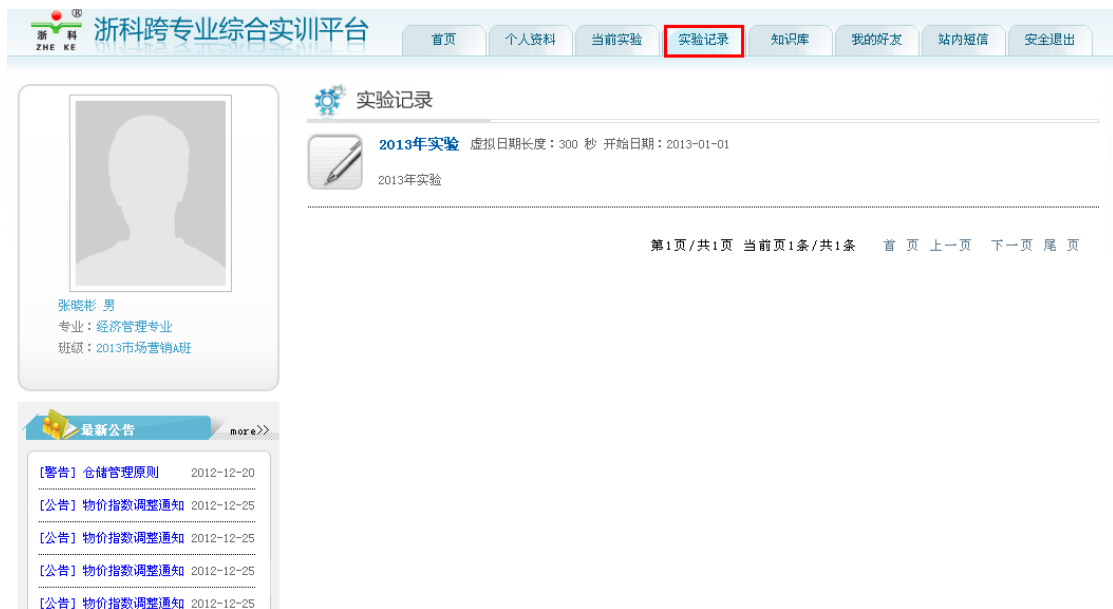 浙 科 ®
ZHE KE
浙科跨专业综合实训平台
首页 个人资料 当前实验 实验记录 知识库 我的好友 站内短信 安全退出
实验记录
2013年实验 虚拟日期长度：300 秒 开始日期：2013-01-01
2013年实验
第1页/共1页 当前页1条/共1条 首 页 上一页 下一页 尾 页
张晓彬 男
专业：经济管理专业
班级：2013市场营销A班
最新公告 more>>
[警告] 仓储管理原则 2012-12-20
[公告] 物价指数调整通知 2012-12-25
[公告] 物价指数调整通知 2012-12-25
[公告] 物价指数调整通知 2012-12-25
[公告] 物价指数调整通知 2012-12-25